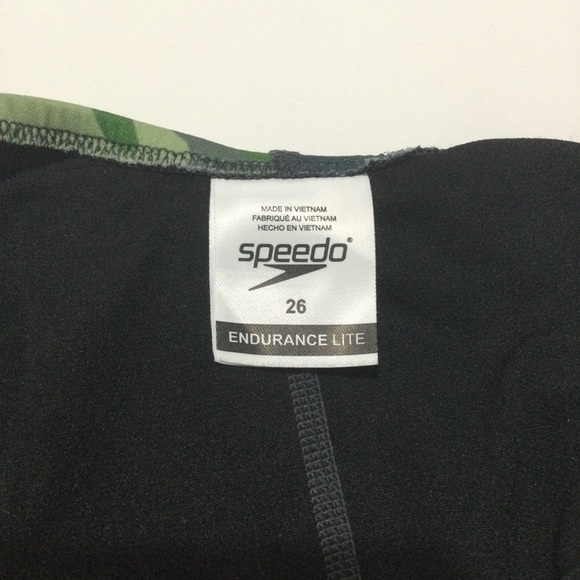 MADE IN VIETNAM
FABRIQUÉ AU VIETNAM
HECHO EN VIETNAM
speedo®
26
ENDURANCE LITE